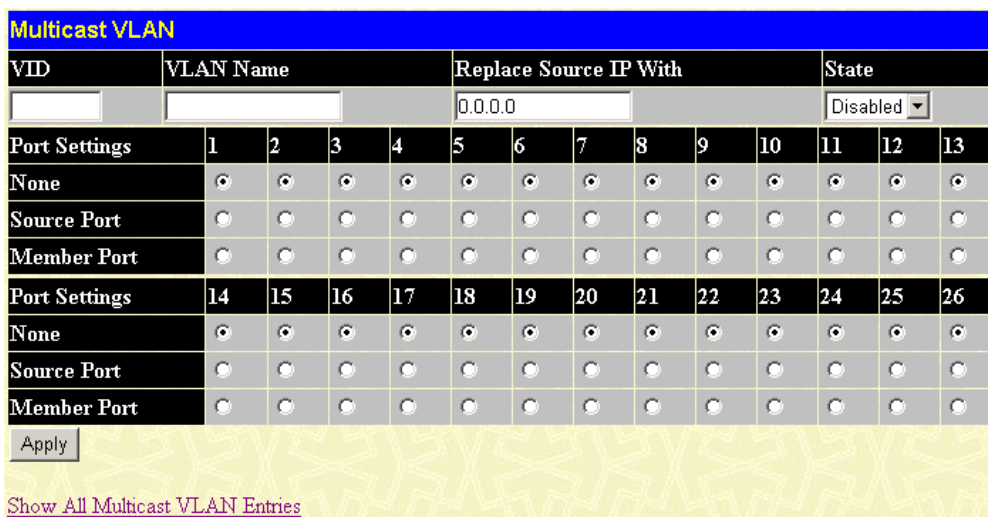 Multicast VLAN
VID VLAN Name Replace Source IP With State
0.0.0.0 Disabled
Port Settings 1 2 3 4 5 6 7 8 9 10 11 12 13
None
Source Port
Member Port
Port Settings 14 15 16 17 18 19 20 21 22 23 24 25 26
None
Source Port
Member Port
Apply
Show All Multicast VLAN Entries